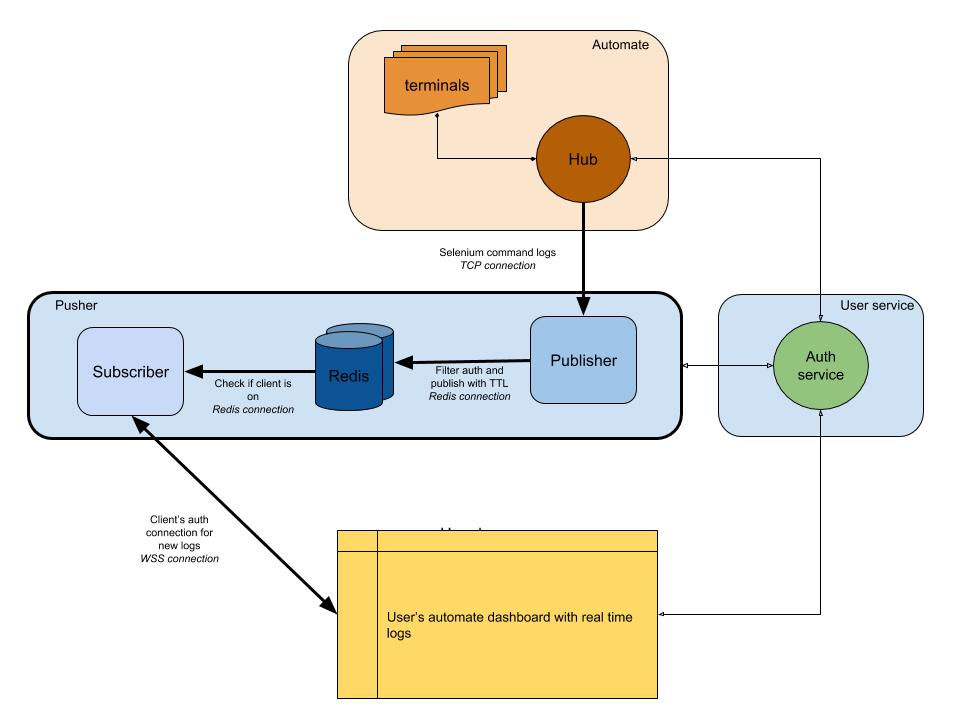 Automate
terminals
Hub
Selenium command logs
TCP connection
Pusher
User service
Subscriber
Check if client is
on
Redis connection
Redis
Filter auth and
publish with TTL
Redis connection
Publisher
Auth
service
Client's auth
connection for
new logs
WSS connection
User's automate dashboard with real time
logs